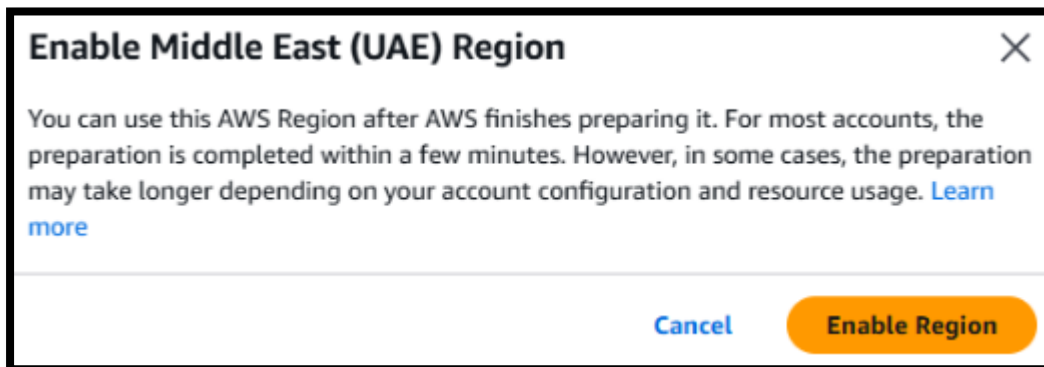 Enable Middle East (UAE) Region
You can use this AWS Region after AWS finishes preparing it. For most accounts, the
preparation is completed within a few minutes. However, in some cases, the preparation
may take longer depending on your account configuration and resource usage. Learn
more
Cancel Enable Region